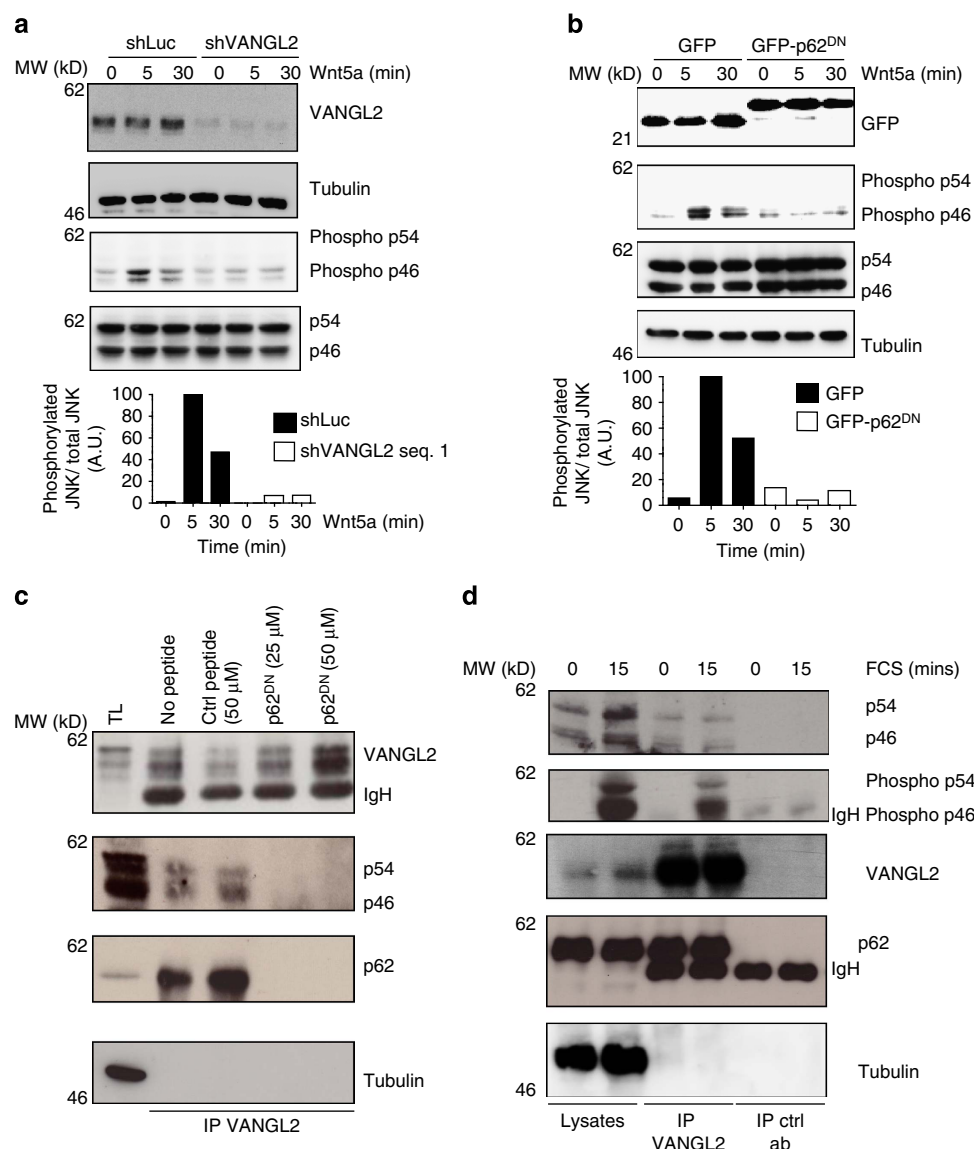 a
shLuc shVANGL2
MW (kD) 0 5 30 0 5 30 Wnt5a (min)
62
VANGL2
Tubulin
46
62
Phospho p54
Phospho p46
62
p54
p46
Phosphorylated
JNK/ total JNK
(A.U.)
100
80
60
40
20
0
shLuc
shVANGL2 seq. 1
0 5 30 0 5 30 Wnt5a (min)
Time (min)
b
GFP GFP-p62DN
MW (kD) 0 5 30 0 5 30 Wnt5a (min)
GFP
21
62
Phospho p54
Phospho p46
62
p54
p46
46
Tubulin
Phosphorylated
JNK/ total JNK
(A.U.)
100
80
60
40
20
0
GFP
GFP-p62DN
0 5 30 0 5 30
Time (min)
c
MW (kD)
TL
No peptide
Ctrl peptide
(50 μM)
p62DN (25 μM)
p62DN (50 μM)
62
VANGL2
IgH
62
p54
p46
62
p62
Tubulin
46
IP VANGL2
d
MW (kD) 0 15 0 15 0 15 FCS (mins)
62
p54
p46
62
Phospho p54
IgH Phospho p46
62
VANGL2
62
p62
IgH
Tubulin
46
Lysates
IP
VANGL2
IP ctrl
ab